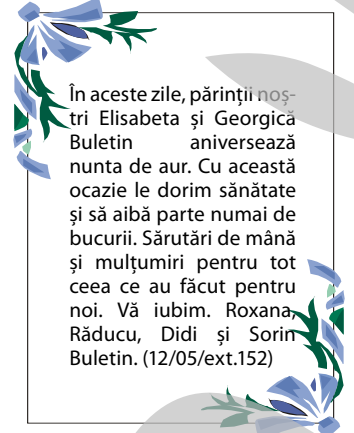 În aceste zile, părinții noș-
tri Elisabeta și Georgică
Buletin aniversează
nunta de aur. Cu această
ocazie le dorim sănătate
și să aibă parte numai de
bucurii. Sărutări de mână
și mulțumiri pentru tot
ceea ce au făcut pentru
noi. Vă iubim. Roxana,
Răducu, Didi și Sorin
Buletin. (12/05/ext.152)